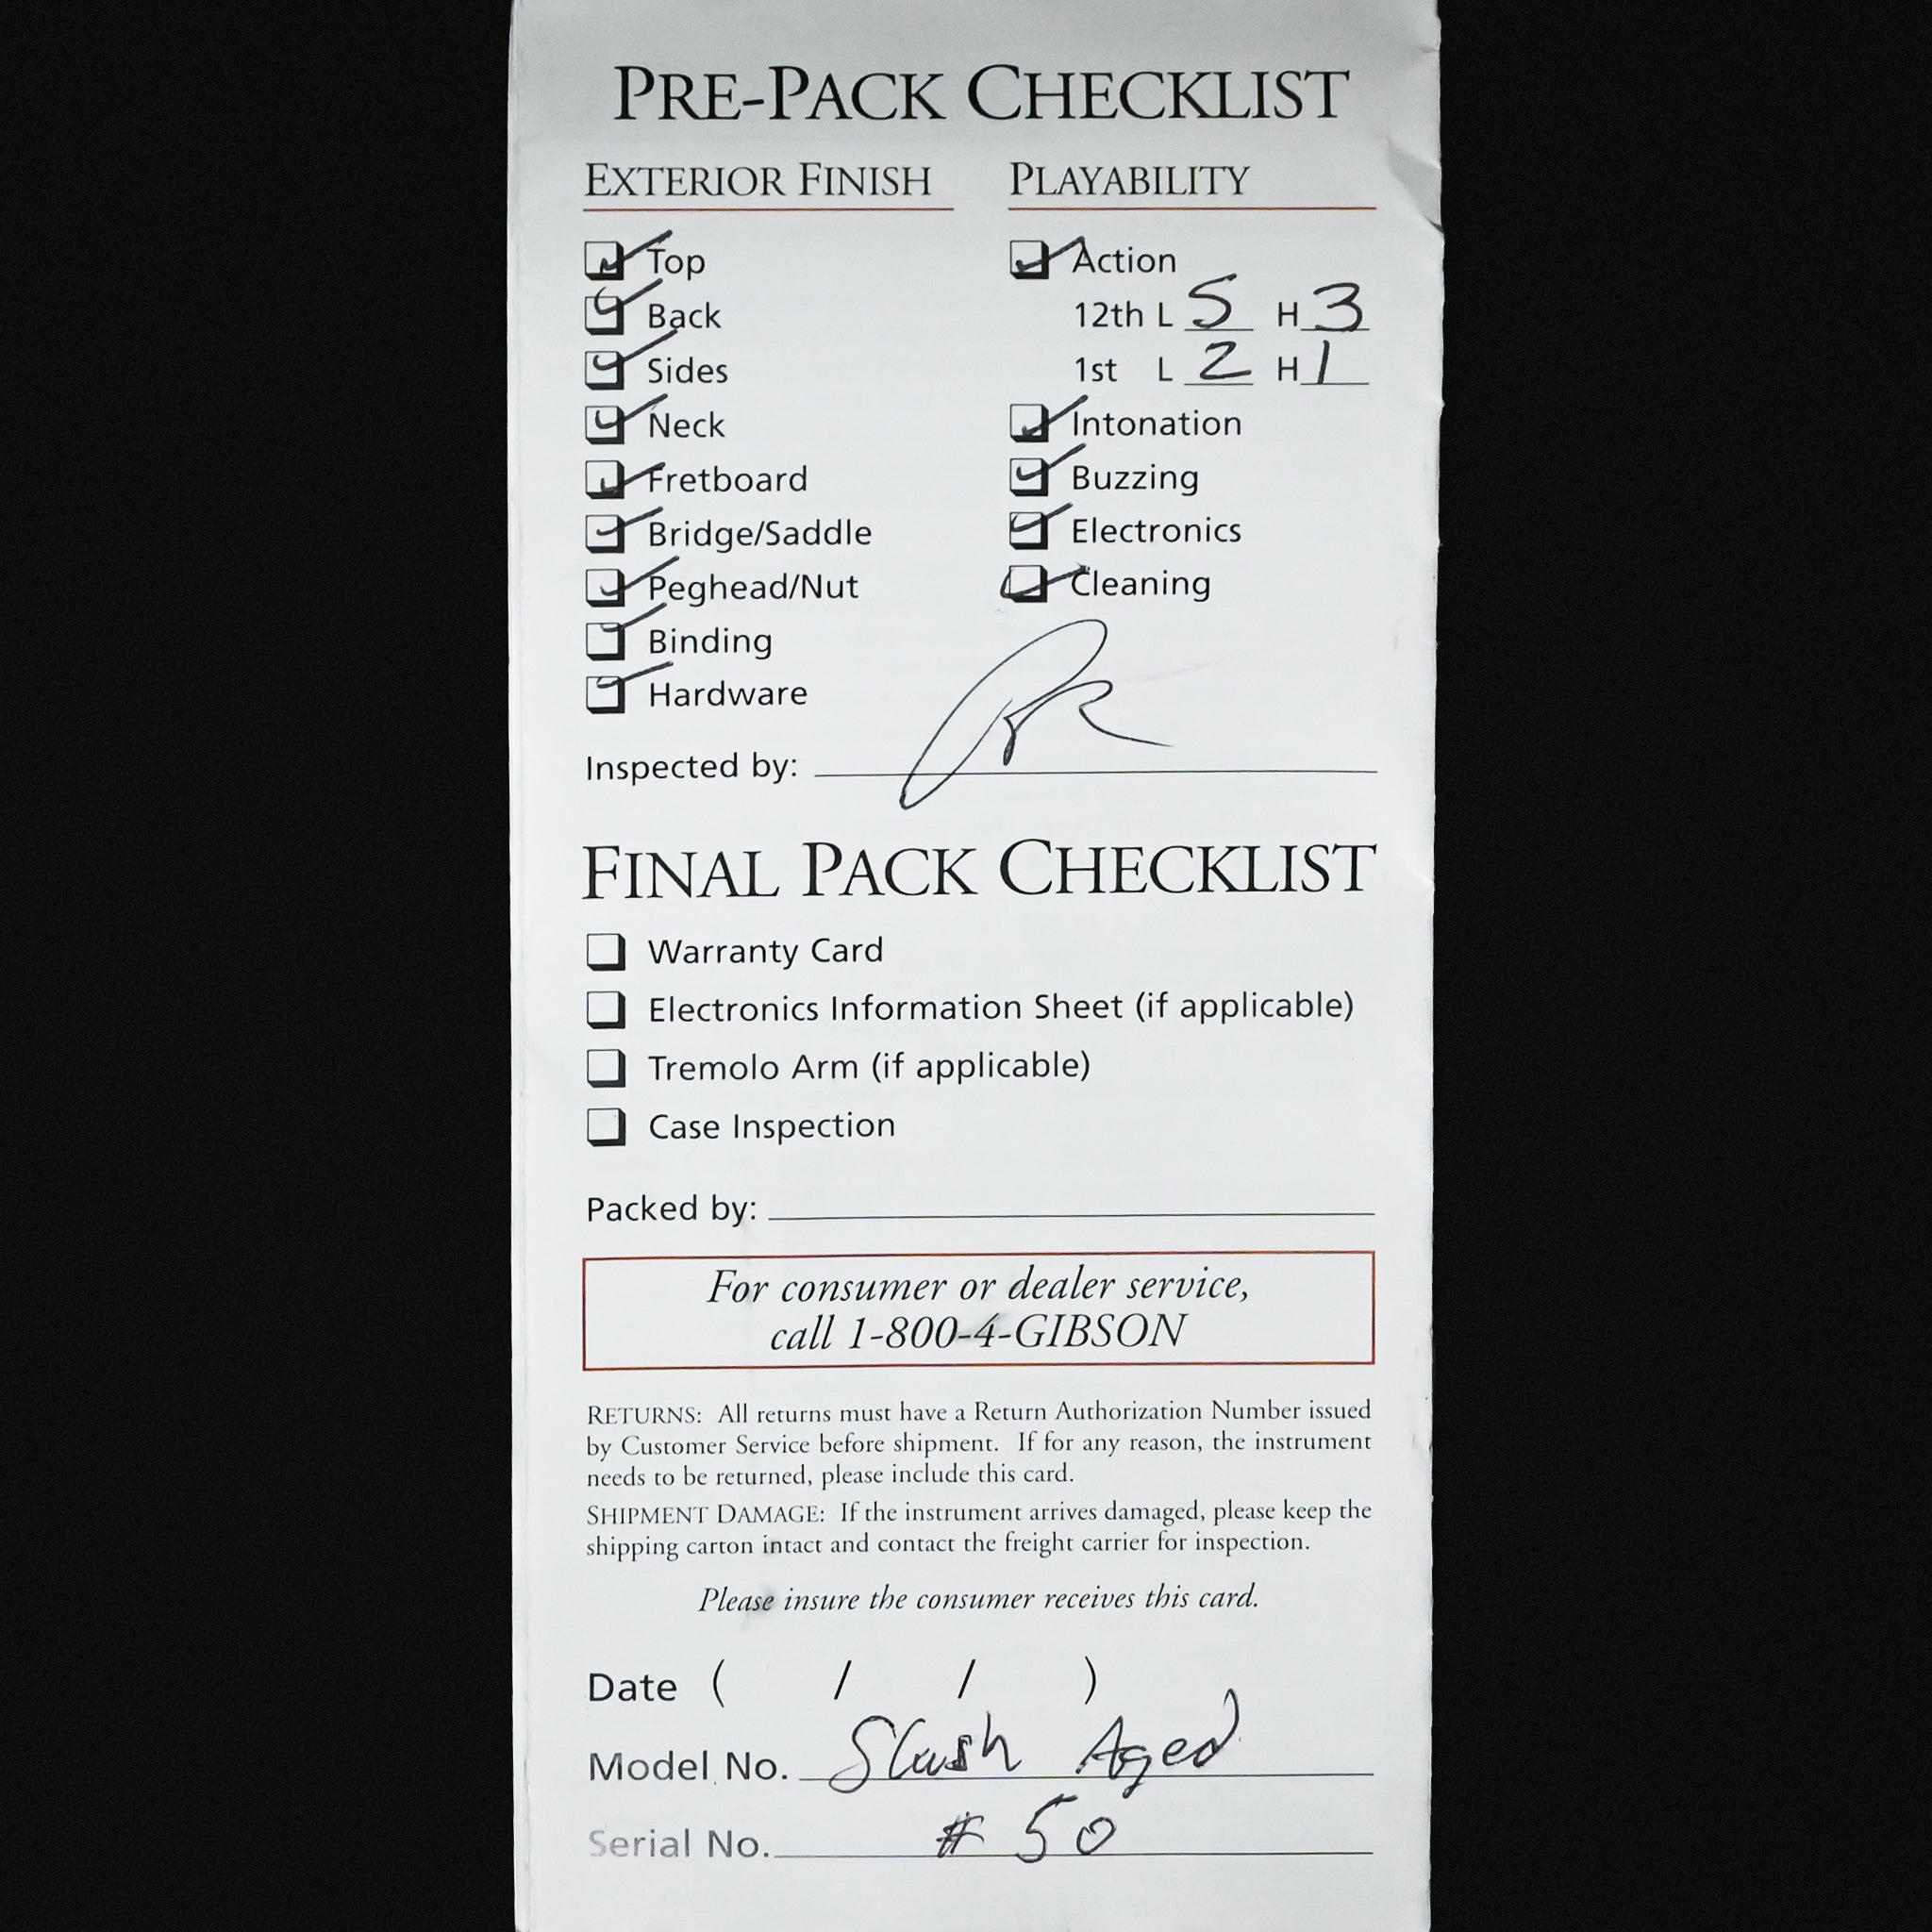 PRE-PACK CHECKLIST
EXTERIOR FINISH
Top
Back
Sides
Neck
Fretboard
Bridge/Saddle
Peghead/Nut
Binding
Hardware
PLAYABILITY
Action
12th L 5 H 3
1st L 2 H 1
Intonation
Buzzing
Electronics
Cleaning
Inspected by:
FINAL PACK CHECKLIST
Warranty Card
Electronics Information Sheet (if applicable)
Tremolo Arm (if applicable)
Case Inspection
Packed by:
For consumer or dealer service,
call 1-800-4-GIBSON
RETURNS: All returns must have a Return Authorization Number issued
by Customer Service before shipment. If for any reason, the instrument
needs to be returned, please include this card.
SHIPMENT DAMAGE: If the instrument arrives damaged, please keep the
shipping carton intact and contact the freight carrier for inspection.
Please insure the consumer receives this card.
Date ( / / )
Model No. Slash Aged
Serial No. # 50